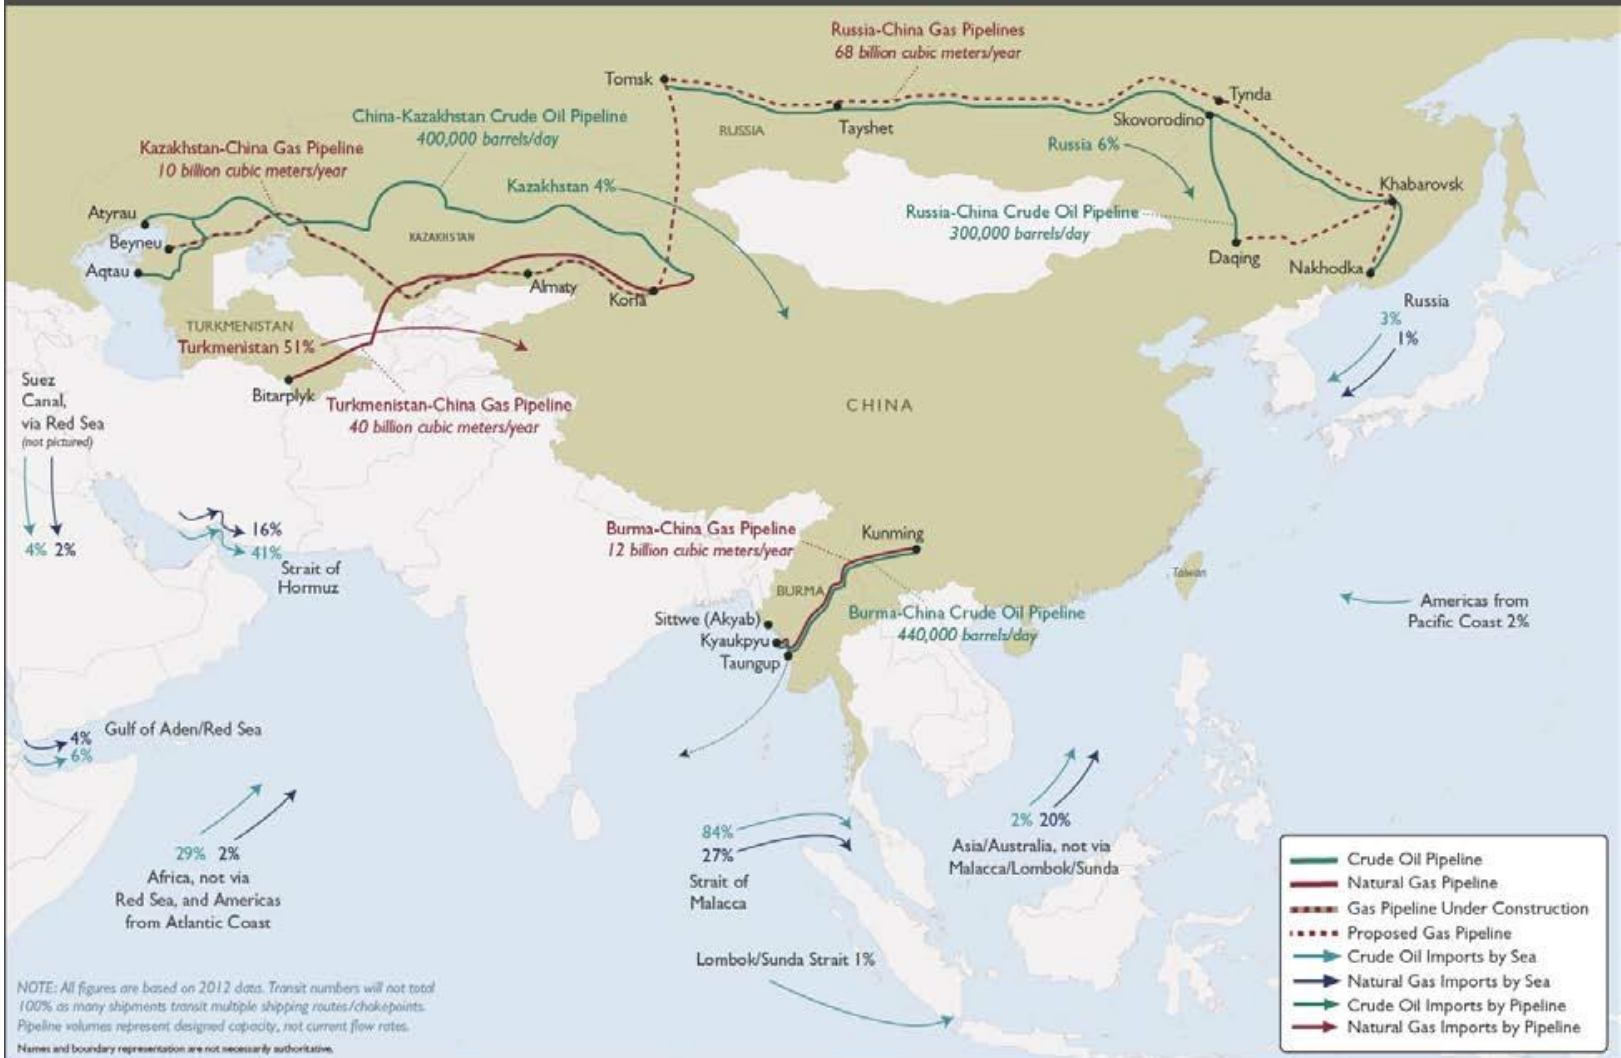 Russia-China Gas Pipelines
68 billion cubic meters/year
Tomsk
Tynda
China-Kazakhstan Crude Oil Pipeline
400,000 barrels/day
RUSSIA
Tayshet
Skovorodino
Kazakhstan-China Gas Pipeline
10 billion cubic meters/year
Russia 6%
Kazakhstan 4%
Khabarovsk
Atyrau
Russia-China Crude Oil Pipeline
300,000 barrels/day
Beyneu
KAZAKHSTAN
Aqtau
Daqing
Nakhodka
Almaty
Korla
Russia
3%
1%
TURKMENISTAN
Turkmenistan 51%
Suez
Canal,
via Red Sea
(not pictured)
Bitarplyk
Turkmenistan-China Gas Pipeline
40 billion cubic meters/year
CHINA
4% 2%
16%
41%
Strait of
Hormuz
Burma-China Gas Pipeline
12 billion cubic meters/year
Kunming
Taiwan
BURMA
Burma-China Crude Oil Pipeline
440,000 barrels/day
Sittwe (Akyab)
Kyaukpyu
Taungup
Americas from
Pacific Coast 2%
Gulf of Aden/Red Sea
4%
6%
29% 2%
Africa, not via
Red Sea, and Americas
from Atlantic Coast
84%
27%
Strait of
Malacca
2% 20%
Asia/Australia, not via
Malacca/Lombok/Sunda
Lombok/Sunda Strait 1%
Crude Oil Pipeline
Natural Gas Pipeline
Gas Pipeline Under Construction
Proposed Gas Pipeline
Crude Oil Imports by Sea
Natural Gas Imports by Sea
Crude Oil Imports by Pipeline
Natural Gas Imports by Pipeline
NOTE: All figures are based on 2012 data. Transit numbers will not total
100% as many shipments transit multiple shipping routes/chokepoints.
Pipeline volumes represent designed capacity, not current flow rates.
Names and boundary representation are not necessarily authoritative.